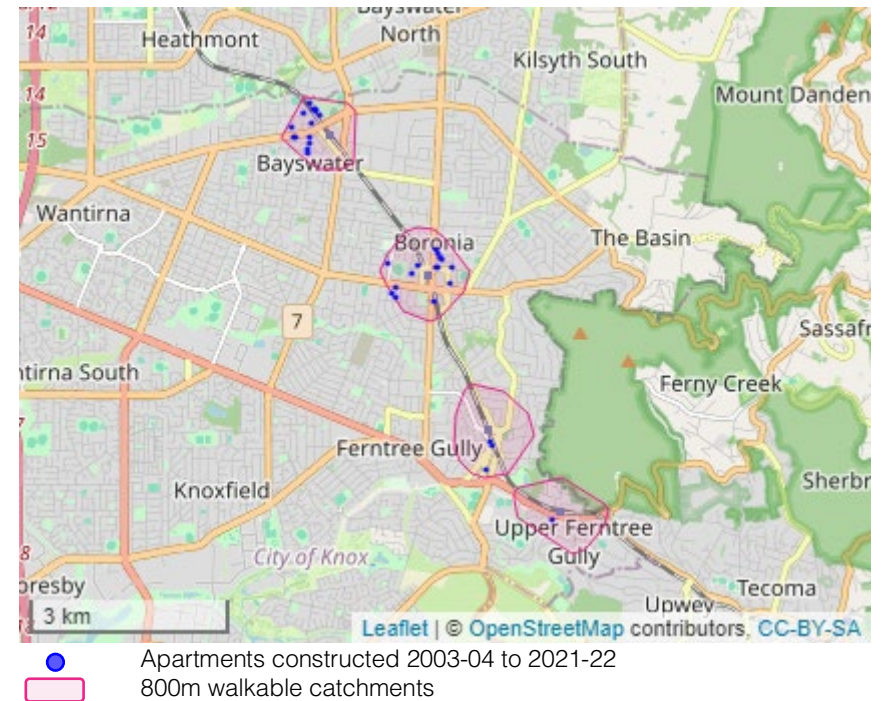 Bayswater
14
Heathmont
North
Kilsyth South
14
Mount Danden
15
Bayswater
Wantirna
Boronia
The Basin
7
Sassafr
ntirna South
Ferny Creek
Ferntree Gully
Knoxfield
Sherbr
Upper Ferntree
Gully
8
City of Knox
oresby
Tecoma
Upwey
3 km
Leaflet | © OpenStreetMap contributors, CC-BY-SA
Apartments constructed 2003-04 to 2021-22
800m walkable catchments